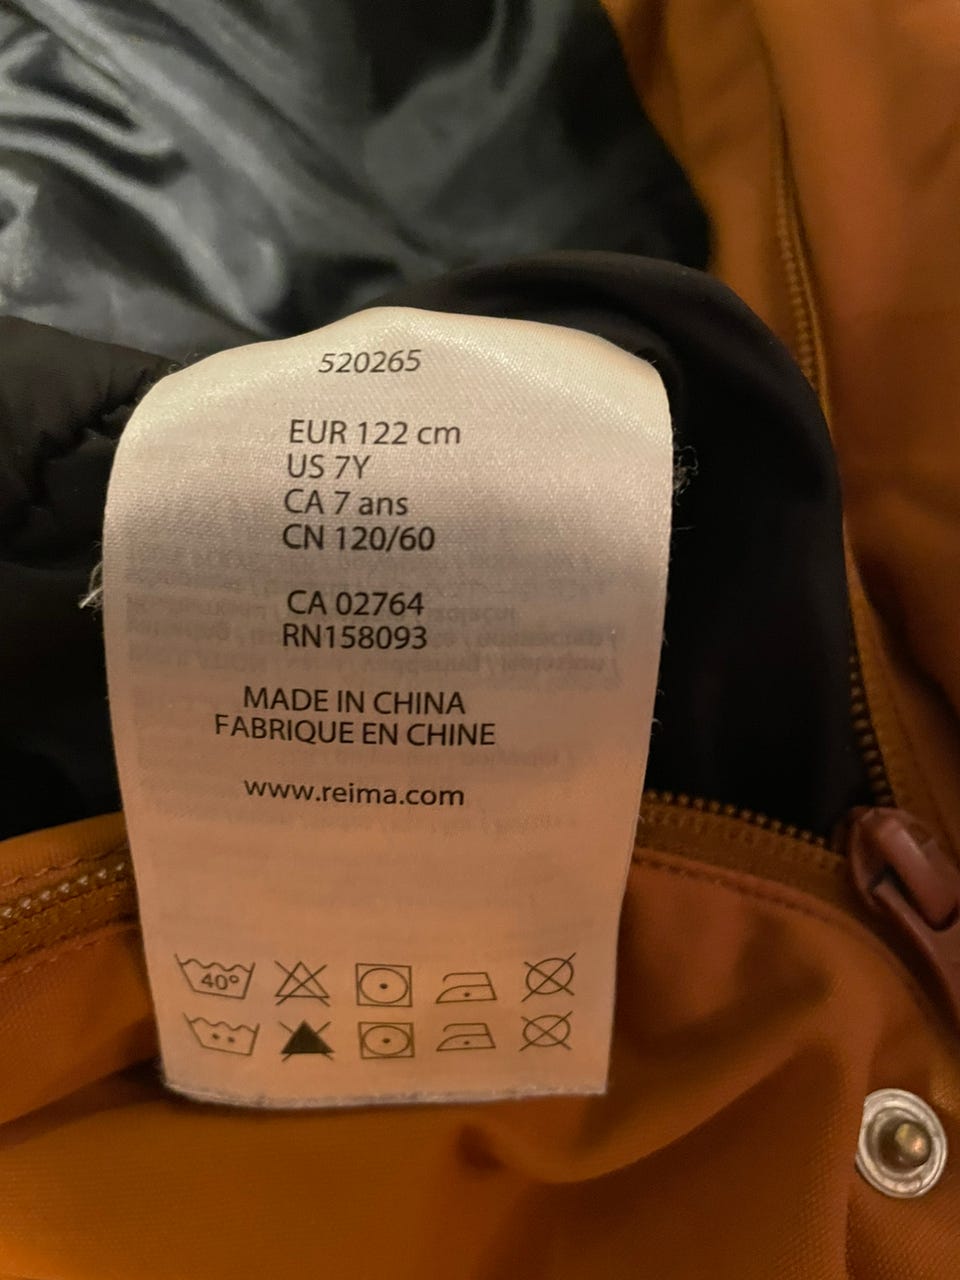 520265
EUR 122 cm
US 7Y
CA 7 ans
CN 120/60
CA 02764
RN158093
MADE IN CHINA
FABRIQUE EN CHINE
www.reima.com
40°